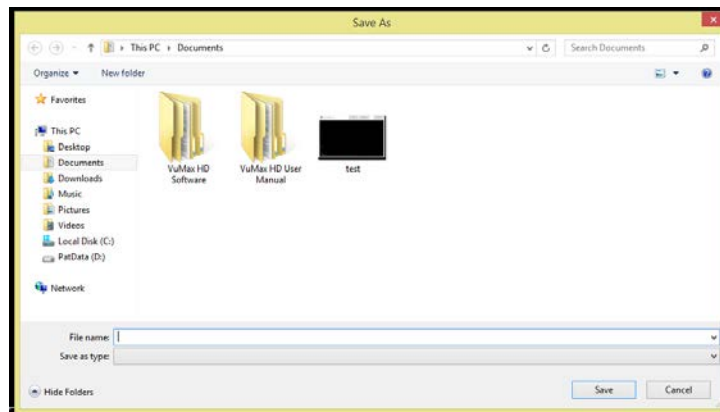 Save As
This PC Documents
Search Documents
Organize New folder
Favorites
This PC
Desktop
Documents
Downloads
Music
Pictures
Videos
Local Disk (C:)
PatData (D:)
Network
VuMax HD
Software
VuMax HD User
Manual
test
File name:
Save as type:
Hide Folders
Save Cancel